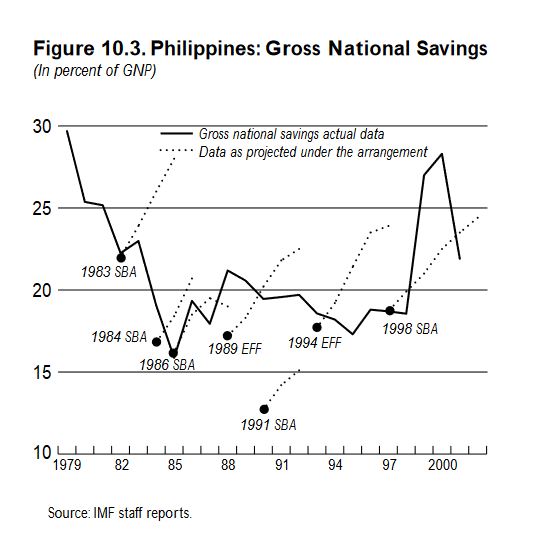 Figure 10.3. Philippines: Gross National Savings
(In percent of GNP)
30
Gross national savings actual data
Data as projected under the arrangement
25
1983 SBA
20
1984 SBA
1986 SBA
1989 EFF
1994 EFF
1998 SBA
15
1991 SBA
10
1979 82 85 88 91 94 97 2000
Source: IMF staff reports.